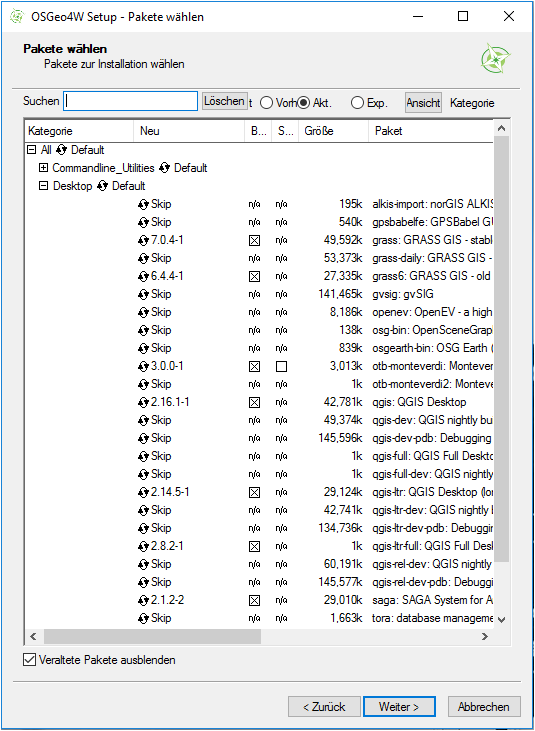 OSGeo4W Setup - Pakete wählen
Pakete wählen
Pakete zur Installation wählen
Suchen Löschen t Vorh Akt. Exp. Ansicht Kategorie
Kategorie Neu B... S... Größe Paket
All Default
Commandline_Utilities Default
Desktop Default
Skip n/a n/a 195k alkis-import: norGIS ALKIS
Skip n/a n/a 540k gpsbabelfe: GPSBabel GU
7.0.4-1 n/a 49,592k grass: GRASS GIS - stabl
Skip n/a n/a 53,373k grass-daily: GRASS GIS -
6.4.4-1 n/a 27,335k grass6: GRASS GIS - old
Skip n/a n/a 141,465k gvsig: gvSIG
Skip n/a n/a 8,186k openev: OpenEV - a high
Skip n/a n/a 138k osg-bin: OpenSceneGrap
Skip n/a n/a 839k osgearth-bin: OSG Earth (
3.0.0-1 3,013k otb-monteverdi: Montever
Skip n/a n/a 1k otb-monteverdi2: Montever
2.16.1-1 n/a 42,781k qgis: QGIS Desktop
Skip n/a n/a 49,374k qgis-dev: QGIS nightly bu
Skip n/a n/a 145,596k qgis-dev-pdb: Debugging
Skip n/a n/a 1k qgis-full: QGIS Full Deskto
Skip n/a n/a 1k qgis-full-dev: QGIS nightly
2.14.5-1 n/a 29,124k qgis-ltr: QGIS Desktop (lor
Skip n/a n/a 42,741k qgis-ltr-dev: QGIS nightly b
Skip n/a n/a 134,736k qgis-ltr-dev-pdb: Debuggin
2.8.2-1 n/a 1k qgis-ltr-full: QGIS Full Desk
Skip n/a n/a 60,191k qgis-rel-dev: QGIS nightly
Skip n/a n/a 145,577k qgis-rel-dev-pdb: Debuggi
2.1.2-2 n/a 29,010k saga: SAGA System for A
Skip n/a n/a 1,663k tora: database manageme
Veraltete Pakete ausblenden
< Zurück Weiter > Abbrechen